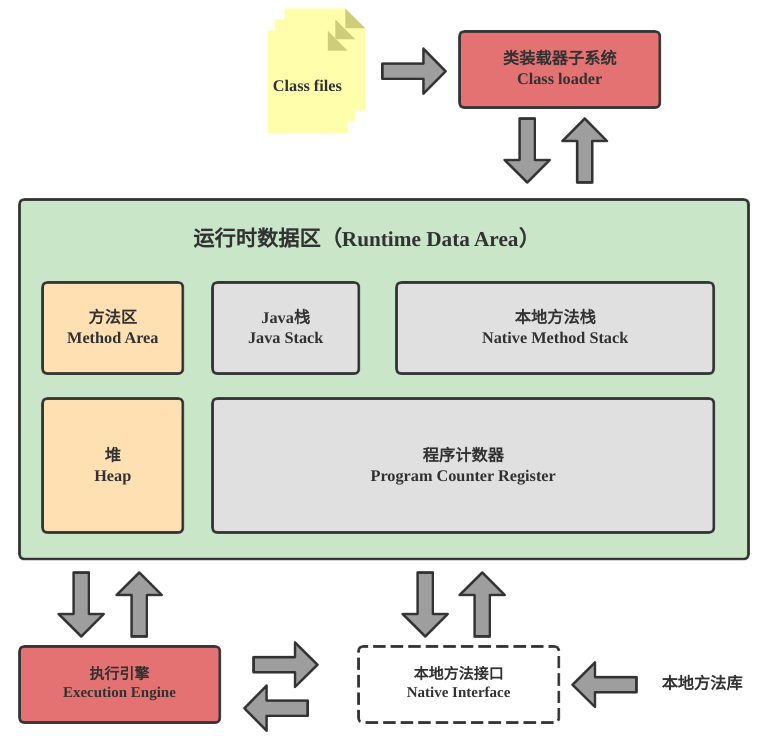 Class files
类装载器子系统
Class loader
运行时数据区（Runtime Data Area）
方法区
Method Area
Java栈
Java Stack
本地方法栈
Native Method Stack
堆
Heap
程序计数器
Program Counter Register
执行引擎
Execution Engine
本地方法接口
Native Interface
本地方法库